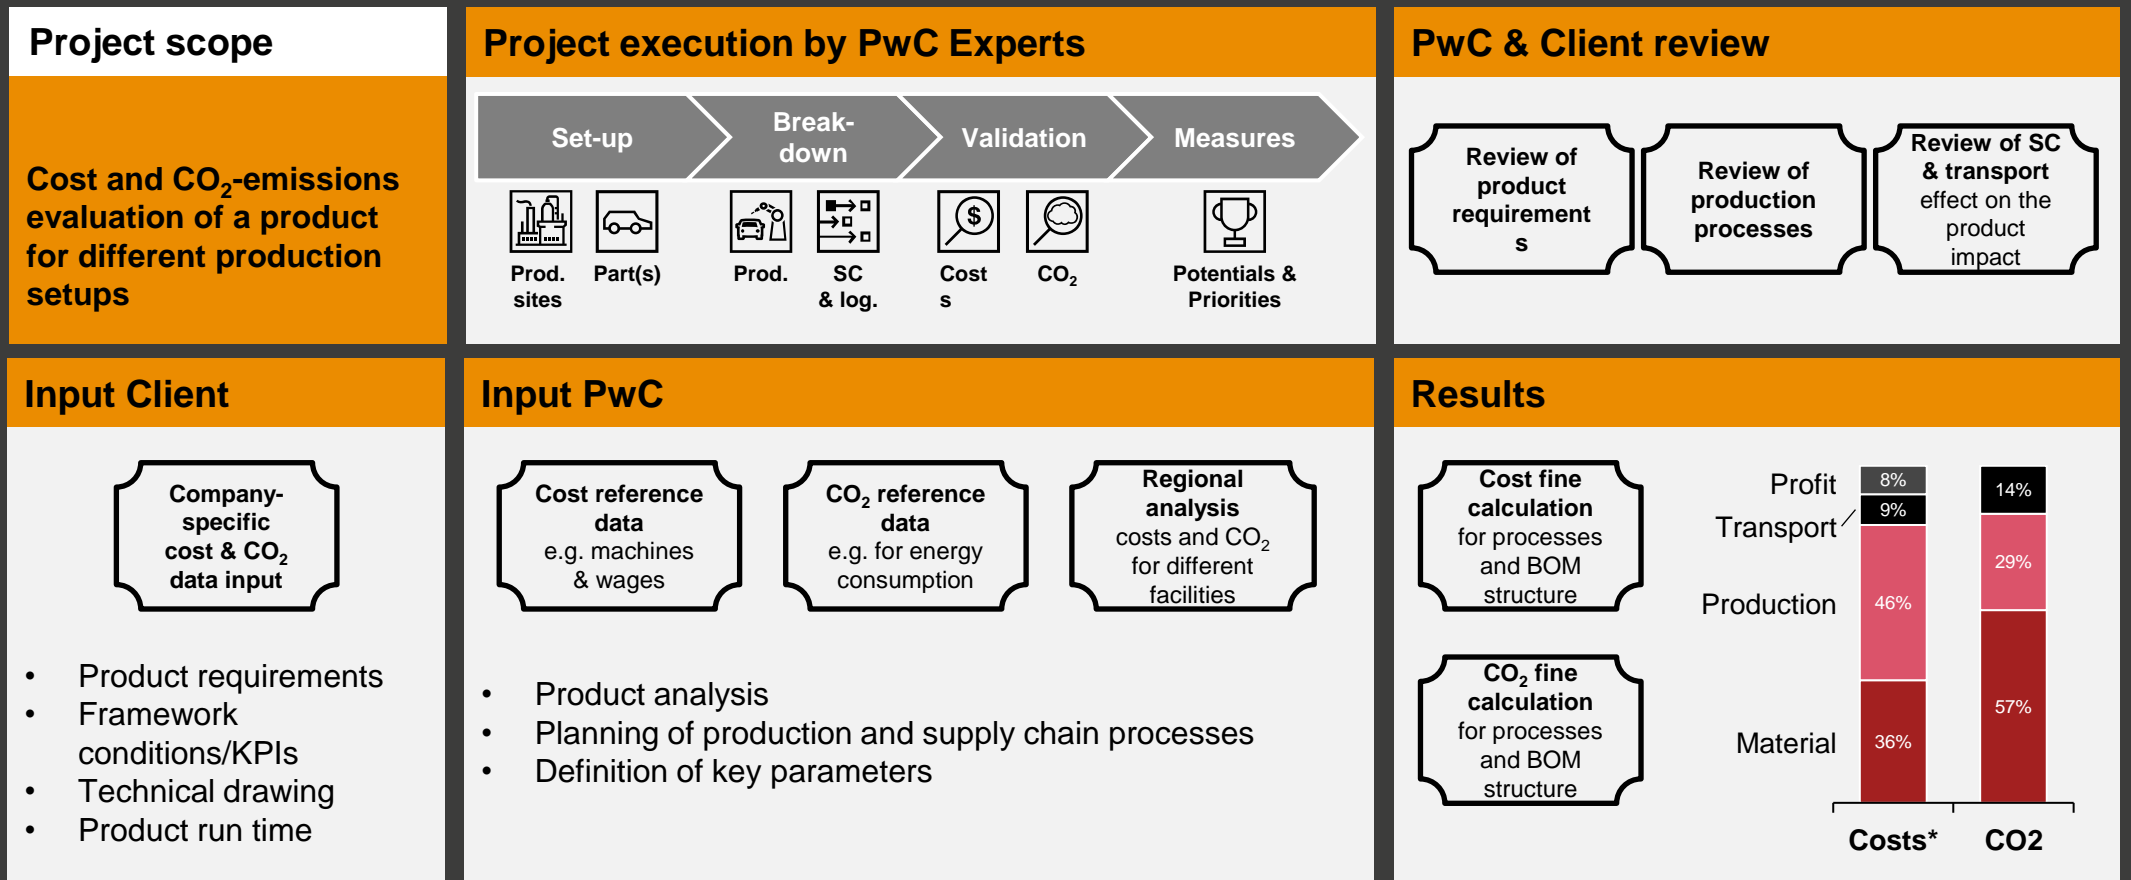 Project scope
Cost and CO₂-emissions
evaluation of a product
for different production
setups
Project execution by PwC Experts
Set-up
Break-
down
Validation
Measures
Prod.
sites
Part(s)
Prod.
SC
& log.
$
Cost
s
CO₂
Potentials &
Priorities
PwC & Client review
Review of
product
requirement
s
Review of
production
processes
Review of SC
& transport
effect on the
product
impact
Input Client
Company-
specific
cost & CO₂
data input
• Product requirements
• Framework
conditions/KPIs
• Technical drawing
• Product run time
Input PwC
Cost reference
data
e.g. machines
& wages
CO₂ reference
data
e.g. for energy
consumption
Regional
analysis
costs and CO₂
for different
facilities
• Product analysis
• Planning of production and supply chain processes
• Definition of key parameters
Results
Cost fine
calculation
for processes
and BOM
structure
CO₂ fine
calculation
for processes
and BOM
structure
Profit 8% 14%
Transport 9%
29%
Production 46%
57%
Material 36%
Costs* CO2